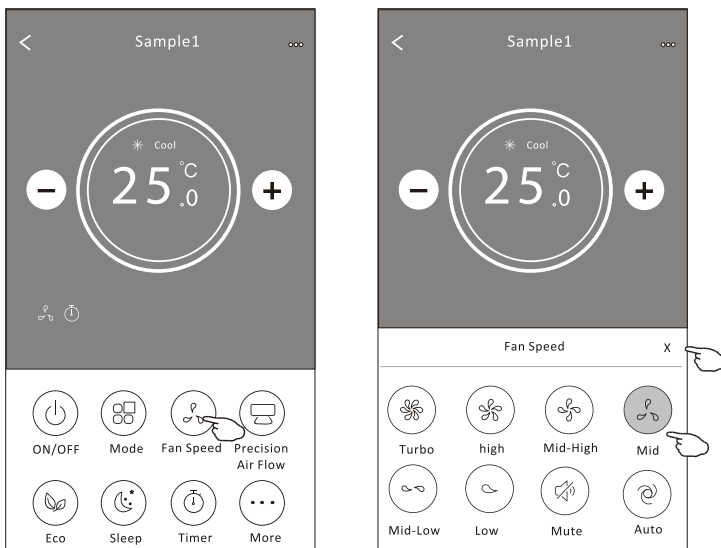 Sample1
Cool
25.0°C
ON/OFF
Mode
Fan Speed
Precision
Air Flow
Eco
Sleep
Timer
More
Sample1
Cool
25.0°C
Fan Speed
X
Turbo
high
Mid-High
Mid
Mid-Low
Low
Mute
Auto